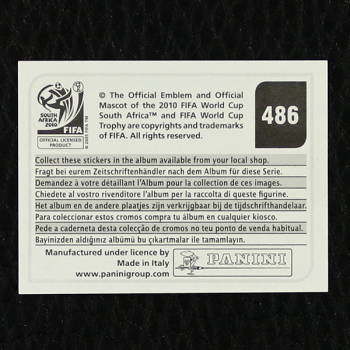 SOUTH AFRICA
2010
FIFA
OFFICIAL LICENSED
PRODUCT
© 2005 FIFA TM
© The Official Emblem and Official
Mascot of the 2010 FIFA World Cup
South Africa™ and FIFA World Cup
Trophy are copyrights and trademarks
of FIFA. All rights reserved.
486
Collect these stickers in the album available from your local shop.
Fragt bei eurem Zeitschriftenhändler nach dem Album für diese Serie.
Demandez à votre détaillant l'Album pour la collection de ces images.
Chiedete al vostro rivenditore l'album per la raccolta di queste figurine.
Het album en de andere plaatjes zijn verkrijgbaar bij de tijdschrifthandelaar.
Para coleccionar estos cromos compra tu álbum en cualquier kiosco.
Pede a caderneta desta colecção de cromos no teu ponto de venda habitual.
Bayinizden aldığınız albümü bu çıkartmalar ile tamamlayın.
Manufactured under licence by
Made in Italy
www.paninigroup.com
PANINI